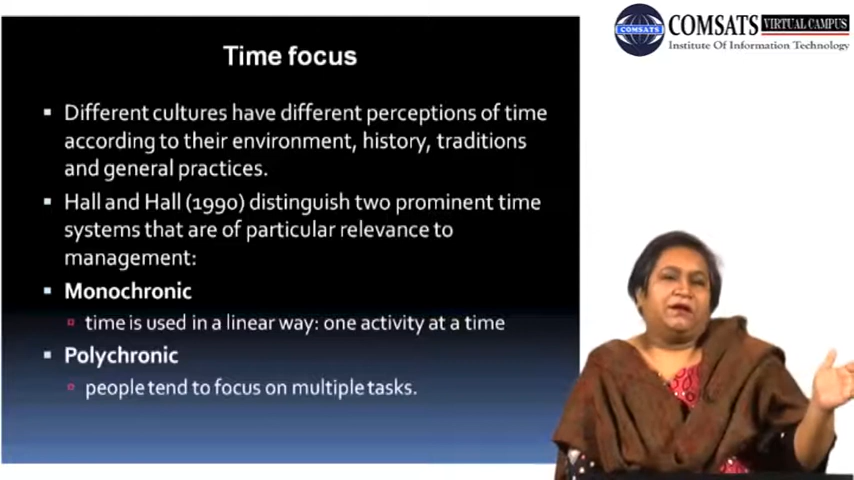 COMSATS
COMSATS VIRTUAL CAMPUS
Institute Of Information Technology
Time focus
Different cultures have different perceptions of time
according to their environment, history, traditions
and general practices.
Hall and Hall (1990) distinguish two prominent time
systems that are of particular relevance to
management:
Monochronic
time is used in a linear way: one activity at a time
Polychronic
people tend to focus on multiple tasks.